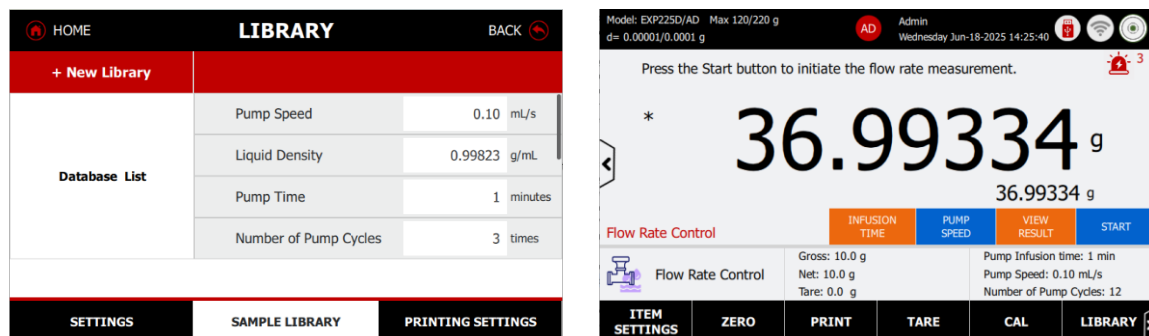 HOME LIBRARY BACK
+ New Library
Pump Speed 0.10 mL/s
Liquid Density 0.99823 g/mL
Database List
Pump Time 1 minutes
Number of Pump Cycles 3 times
SETTINGS SAMPLE LIBRARY PRINTING SETTINGS
Model: EXP225D/AD Max 120/220 g
d= 0.00001/0.0001 g
AD
Admin
Wednesday Jun-18-2025 14:25:40
Press the Start button to initiate the flow rate measurement.
3
* 36.99334 g
36.99334 g
Flow Rate Control
INFUSION
TIME
PUMP
SPEED
VIEW
RESULT
START
Flow Rate Control
Gross: 10.0 g
Net: 10.0 g
Tare: 0.0 g
Pump Infusion time: 1 min
Pump Speed: 0.10 mL/s
Number of Pump Cycles: 12
ITEM
SETTINGS
ZERO PRINT TARE CAL LIBRARY